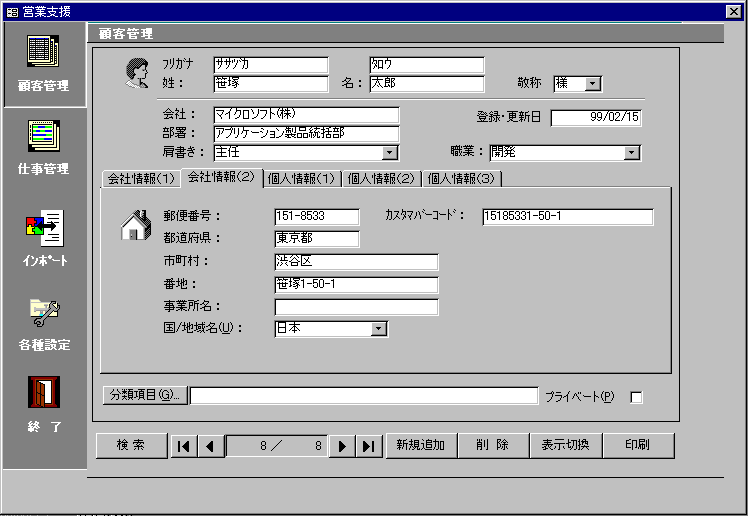 営業支援
顧客管理
顧客管理
仕事管理
インポート
各種設定
終 了
フリガナ ササヅカ タロウ
姓： 笹塚 名： 太郎 敬称 様
会社： マイクロソフト(株) 登録・更新日 99/02/15
部署： アプリケーション製品統括部
肩書き： 主任 職業： 開発
会社情報(1) 会社情報(2) 個人情報(1) 個人情報(2) 個人情報(3)
郵便番号： 151-8533 カスタマバーコード： 15185331-50-1
都道府県： 東京都
市町村： 渋谷区
番地： 笹塚1-50-1
事業所名：
国/地域名(U)： 日本
分類項目(G)... プライベート(P)
検 索 8 ／ 8 新規追加 削 除 表示切換 印刷